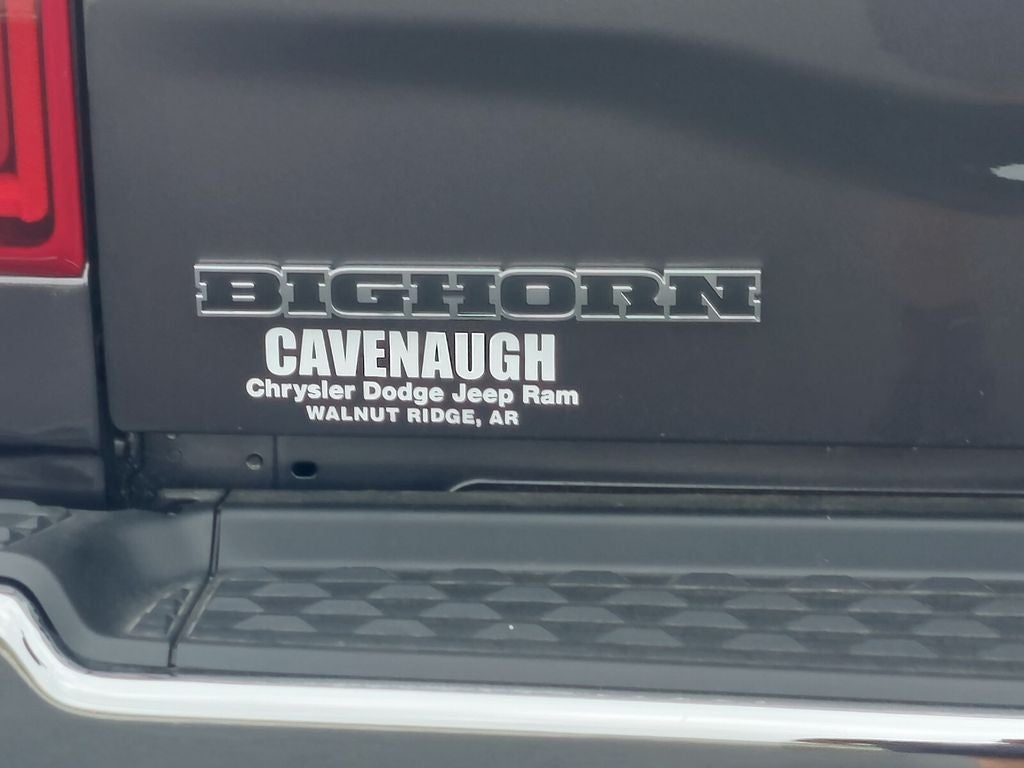 BIGHORN
CAVENAUGH
Chrysler Dodge Jeep Ram
WALNUT RIDGE, AR